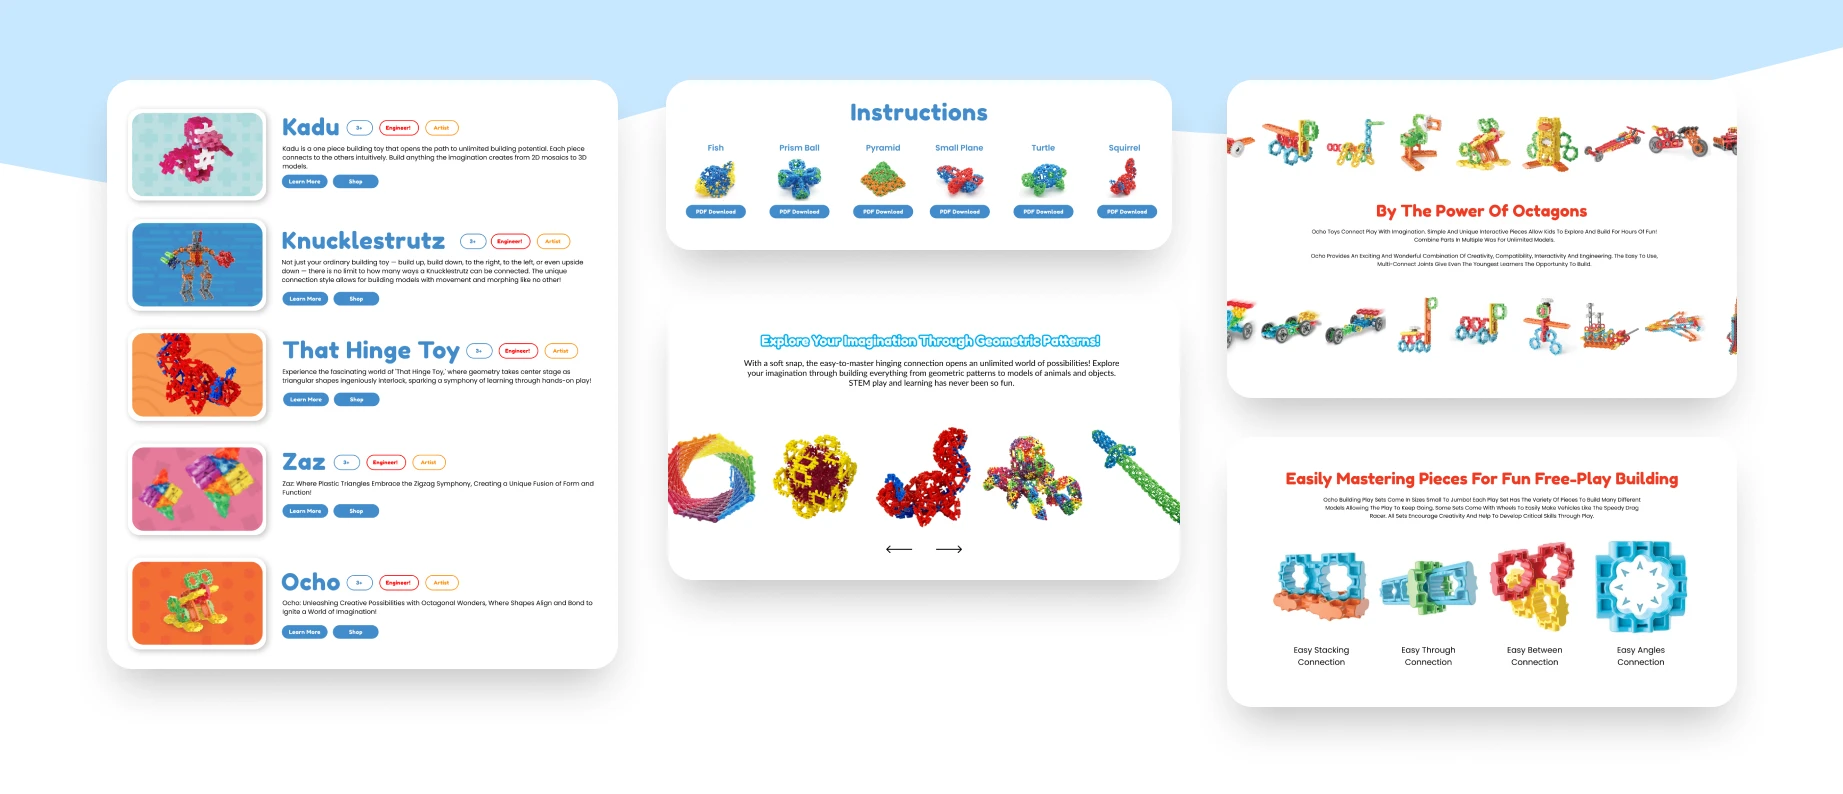 Kadu
3+
Engineer!
Artist
Kadu is a one piece building toy that opens the path to unlimited building potential. Each piece
connects to the others intuitively. Build anything the imagination creates from 2D mosaics to 3D
models.
Learn More
Shop
Knucklestrutz
3+
Engineer!
Artist
Not just your ordinary building toy — build up, build down, to the right, to the left, or even upside
down — there is no limit to how many ways a Knucklestrutz can be connected. The unique
connection style allows for building models with movement and morphing like no other!
Learn More
Shop
That Hinge Toy
3+
Engineer!
Artist
Experience the fascinating world of 'That Hinge Toy,' where geometry takes center stage as
triangular shapes ingeniously interlock, sparking a symphony of learning through hands-on play!
Learn More
Shop
Zaz
3+
Engineer!
Artist
Zaz: Where Plastic Triangles Embrace the Zigzag Symphony, Creating a Unique Fusion of Form and
Function!
Learn More
Shop
Ocho
3+
Engineer!
Artist
Ocho: Unleashing Creative Possibilities with Octagonal Wonders, Where Shapes Align and Bond to
Ignite a World of Imagination!
Learn More
Shop
Instructions
Fish
Prism Ball
Pyramid
Small Plane
Turtle
Squirrel
PDF Download
PDF Download
PDF Download
PDF Download
PDF Download
PDF Download
Explore Your Imagination Through Geometric Patterns!
With a soft snap, the easy-to-master hinging connection opens an unlimited world of possibilities! Explore
your imagination through building everything from geometric patterns to models of animals and objects.
STEM play and learning has never been so fun.
By The Power Of Octagons
Ocho Toys Connect Play With Imagination. Simple And Unique Interactive Pieces Allow Kids To Explore And Build For Hours Of Fun!
Combine Parts In Multiple Was For Unlimited Models.
Ocho Provides An Exciting And Wonderful Combination Of Creativity, Compatibility, Interactivity And Engineering. The Easy To Use,
Multi-Connect Joints Give Even The Youngest Learners The Opportunity To Build.
Easily Mastering Pieces For Fun Free-Play Building
Ocho Building Play Sets Come In Sizes Small To Jumbo! Each Play Set Has The Variety Of Pieces To Build Many Different
Models Allowing The Play To Keep Going. Some Sets Come With Wheels To Easily Make Vehicles Like The Speedy Drag
Racer. All Sets Encourage Creativity And Help To Develop Critical Skills Through Play.
Easy Stacking
Connection
Easy Through
Connection
Easy Between
Connection
Easy Angles
Connection